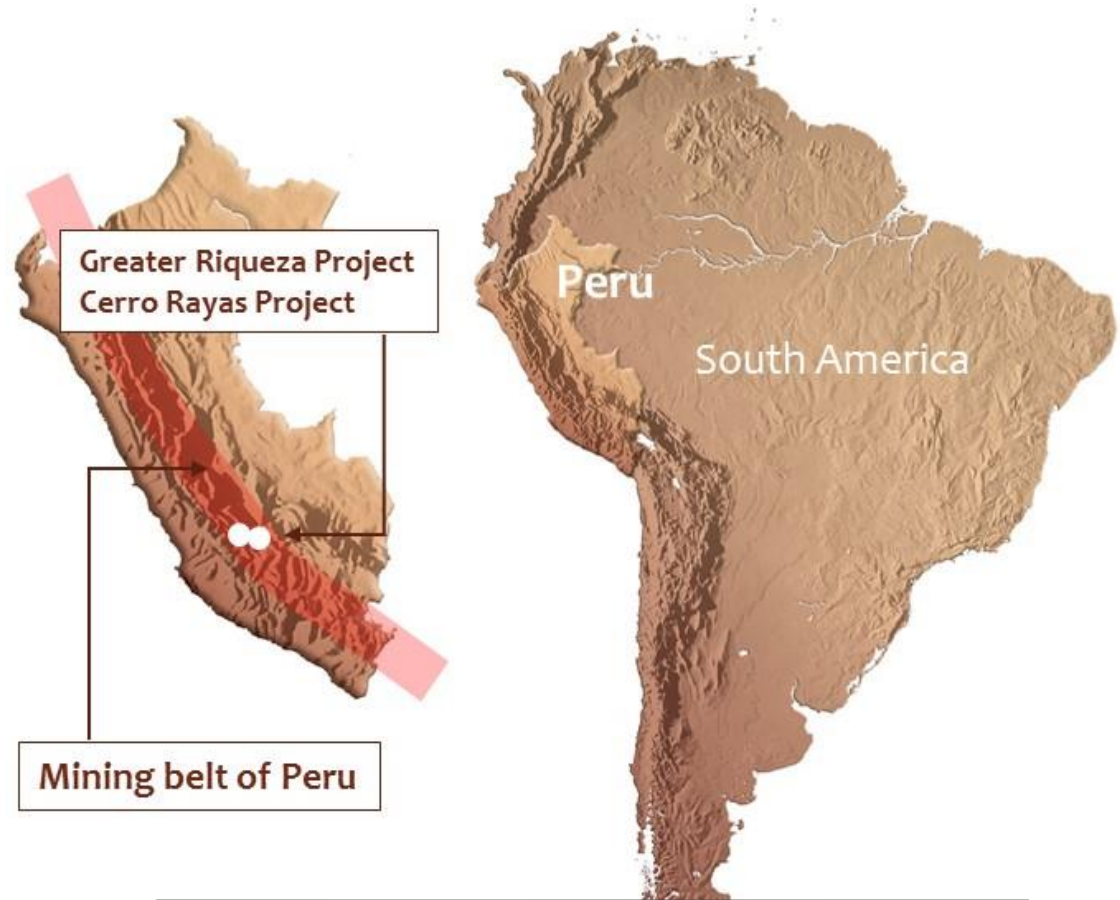 Greater Riqueza Project
Cerro Rayas Project
Mining belt of Peru
Peru
South America